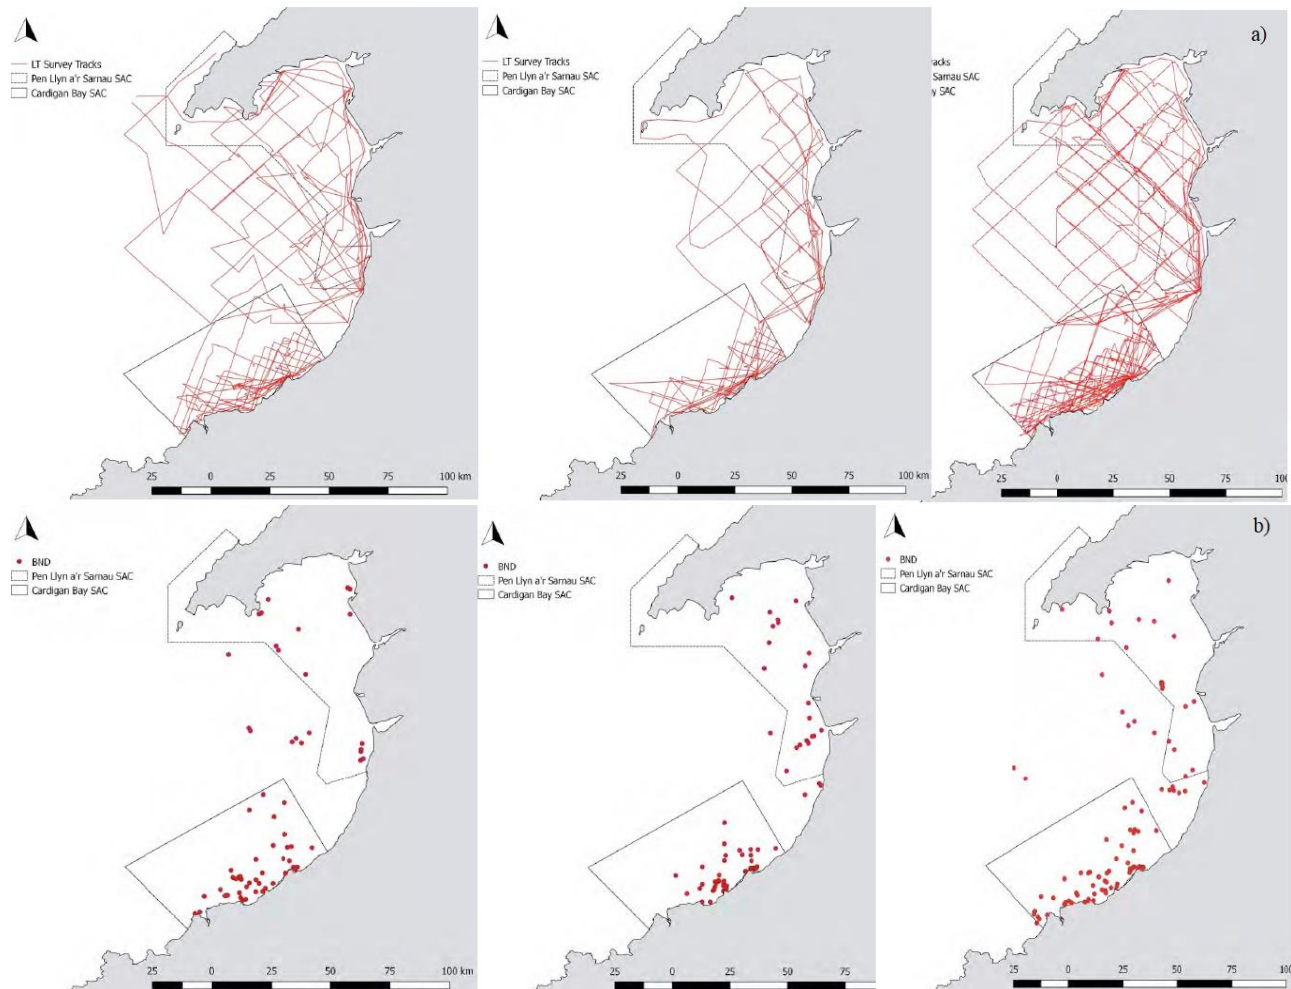 LT Survey Tracks
Pen Llyn a'r Sarnau SAC
Cardigan Bay SAC
25 0 25 50 75 100 km
LT Survey Tracks
Pen Llyn a'r Sarnau SAC
Cardigan Bay SAC
25 0 25 50 75 100 km
a)
racks
Sarnau SAC
y SAC
25 0 25 50 75 100
b)
BND
Pen Llyn a'r Sarnau SAC
Cardigan Bay SAC
25 0 25 50 75 100 km
BND
Pen Llyn a'r Sarnau SAC
Cardigan Bay SAC
25 0 25 50 75
BND
Pen Llyn a'r Sarnau SAC
Cardigan Bay SAC
25 0 25 50 75 100